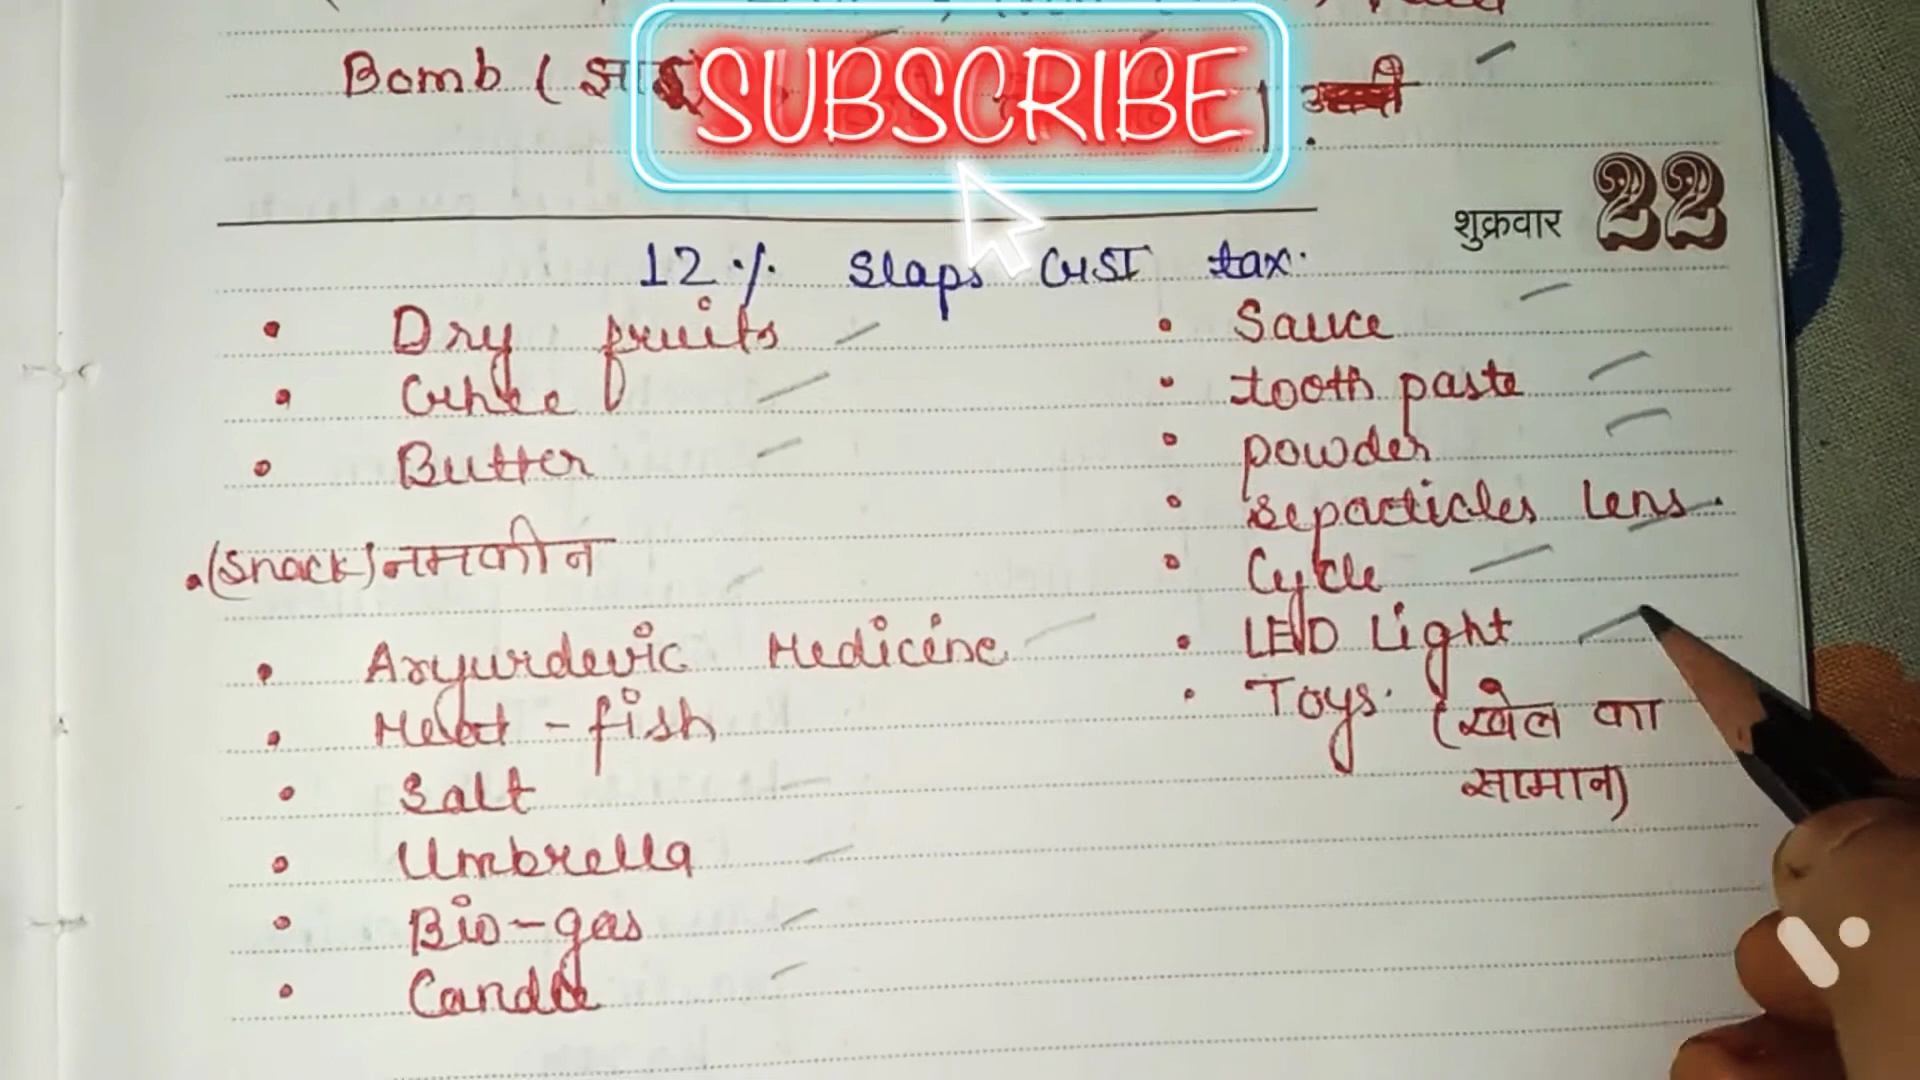 Bomb ( झाड़
SUBSCRIBE
शुक्रवार 22
12 % Slaps GST tax.
• Dry fruits
• Ghee
• Butter
• (Snack) नमकीन
• Aryurdevic Medicine
• Meat - fish
• Salt
• Umbrella
• Bio-gas
• Candle
• Sauce
• tooth paste
• powder
• Sepacticles Lens.
• Cycle
• LED Light
• Toys. (खेल का
सामान)